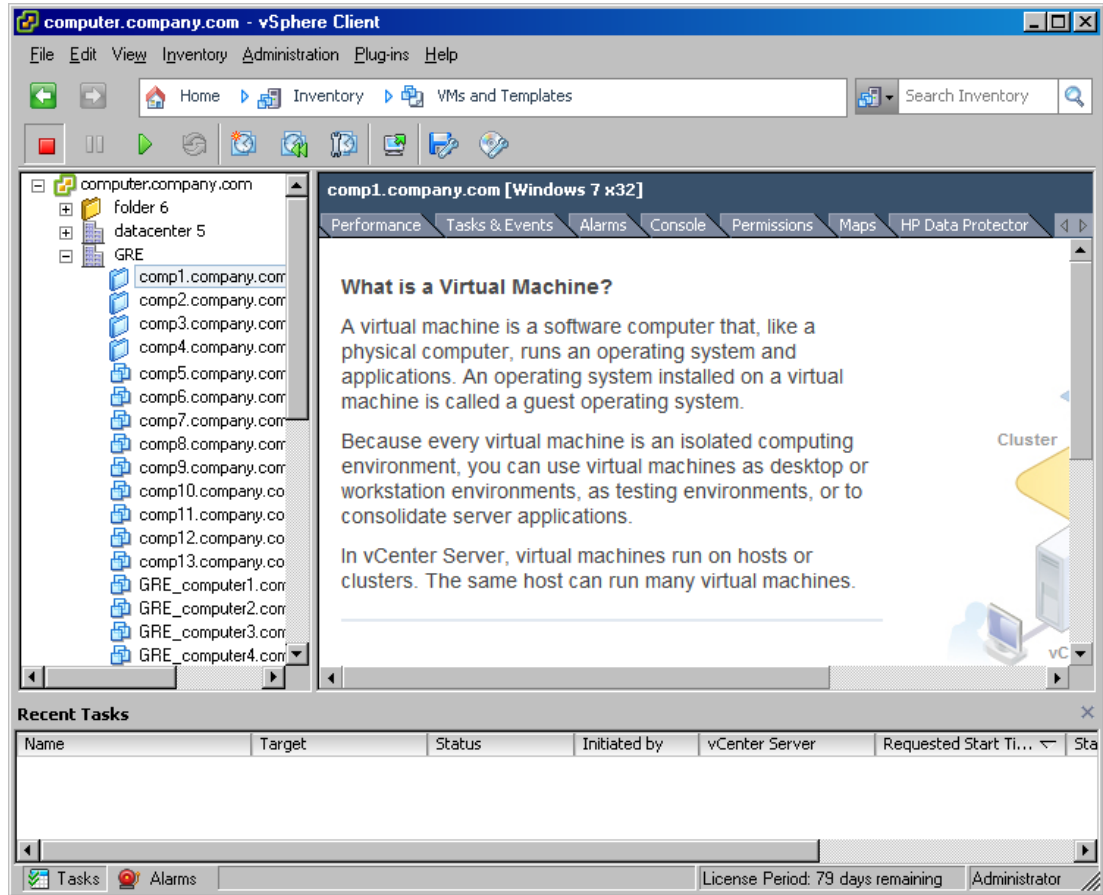 computer.company.com - vSphere Client
File Edit View Inventory Administration Plug-ins Help
Home Inventory VMs and Templates Search Inventory
computer.company.com
folder 6
datacenter 5
GRE
comp1.company.com
comp2.company.com
comp3.company.com
comp4.company.com
comp5.company.com
comp6.company.com
comp7.company.com
comp8.company.com
comp9.company.com
comp10.company.co
comp11.company.co
comp12.company.co
comp13.company.co
GRE_computer1.com
GRE_computer2.com
GRE_computer3.com
GRE_computer4.com
comp1.company.com [Windows 7 x32]
Performance Tasks & Events Alarms Console Permissions Maps HP Data Protector
What is a Virtual Machine?
A virtual machine is a software computer that, like a
physical computer, runs an operating system and
applications. An operating system installed on a virtual
machine is called a guest operating system.
Because every virtual machine is an isolated computing
environment, you can use virtual machines as desktop or
workstation environments, as testing environments, or to
consolidate server applications.
In vCenter Server, virtual machines run on hosts or
clusters. The same host can run many virtual machines.
Cluster
vC
Recent Tasks
Name Target Status Initiated by vCenter Server Requested Start Ti... Sta
Tasks Alarms License Period: 79 days remaining Administrator